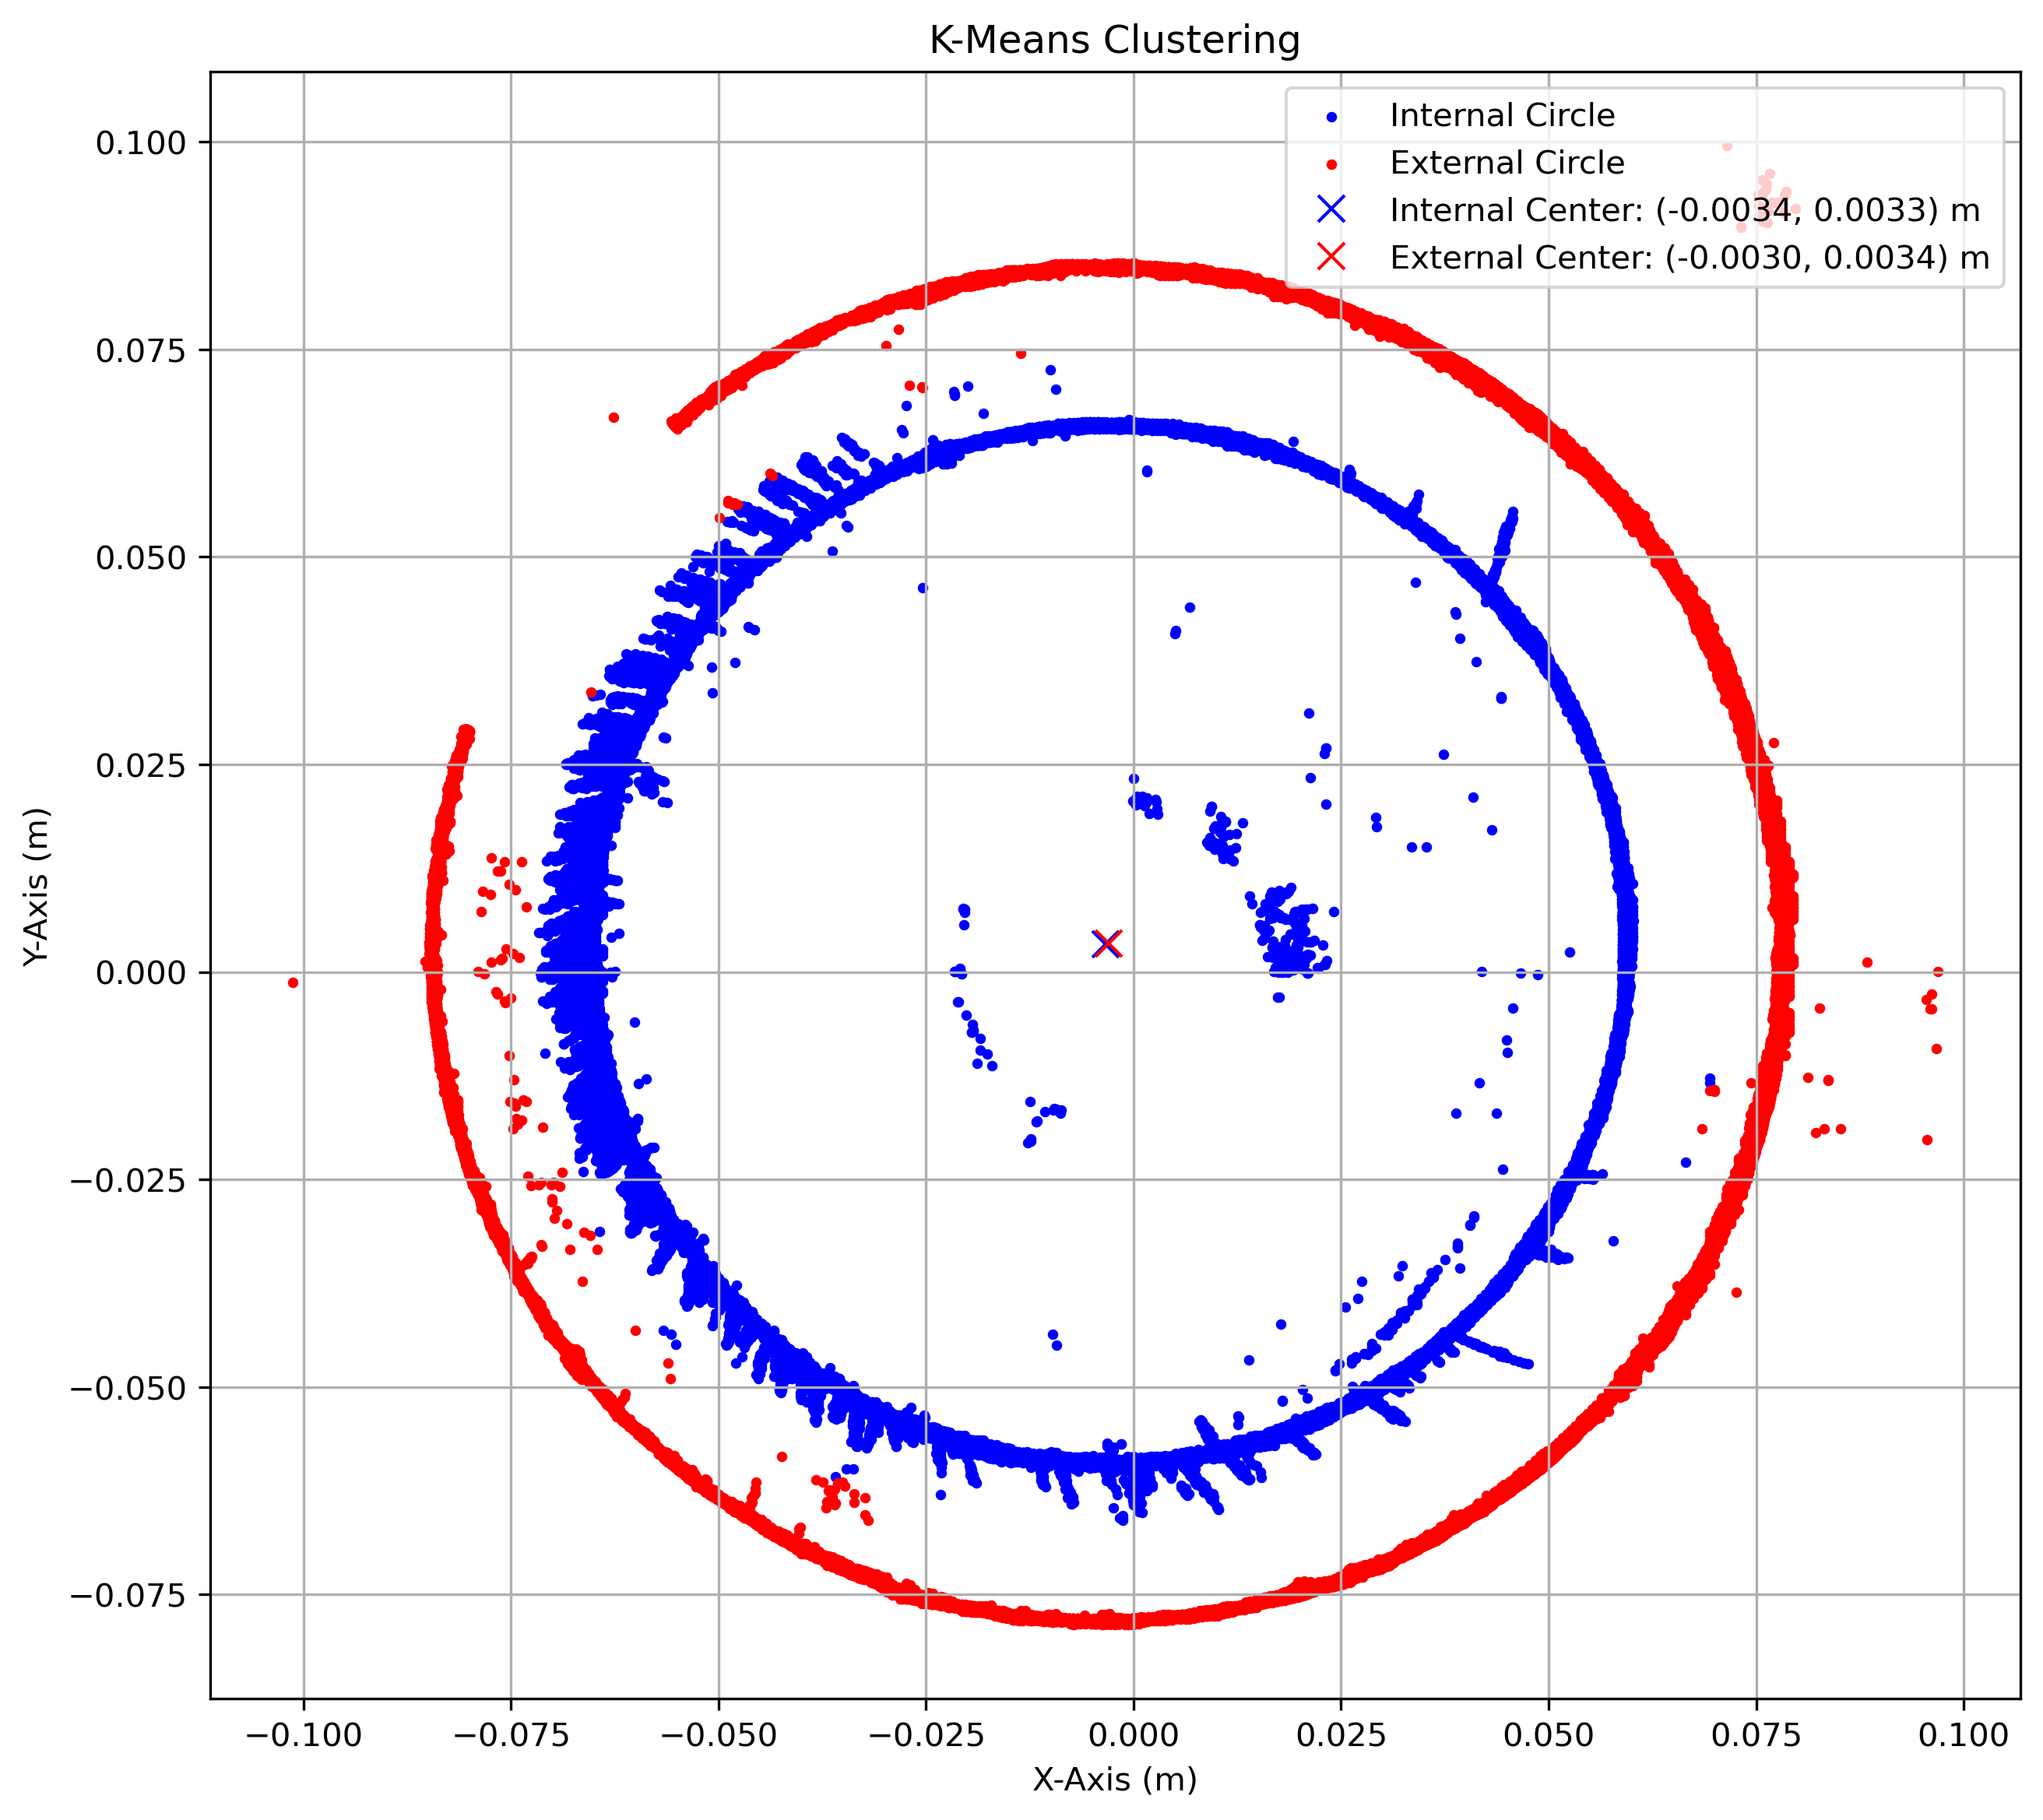 K-Means Clustering
Internal Circle
External Circle
Internal Center: (-0.0034, 0.0033) m
External Center: (-0.0030, 0.0034) m
0.100
0.075
0.050
0.025
0.000
−0.025
−0.050
−0.075
Y-Axis (m)
−0.100
−0.075
−0.050
−0.025
0.000
0.025
0.050
0.075
0.100
X-Axis (m)